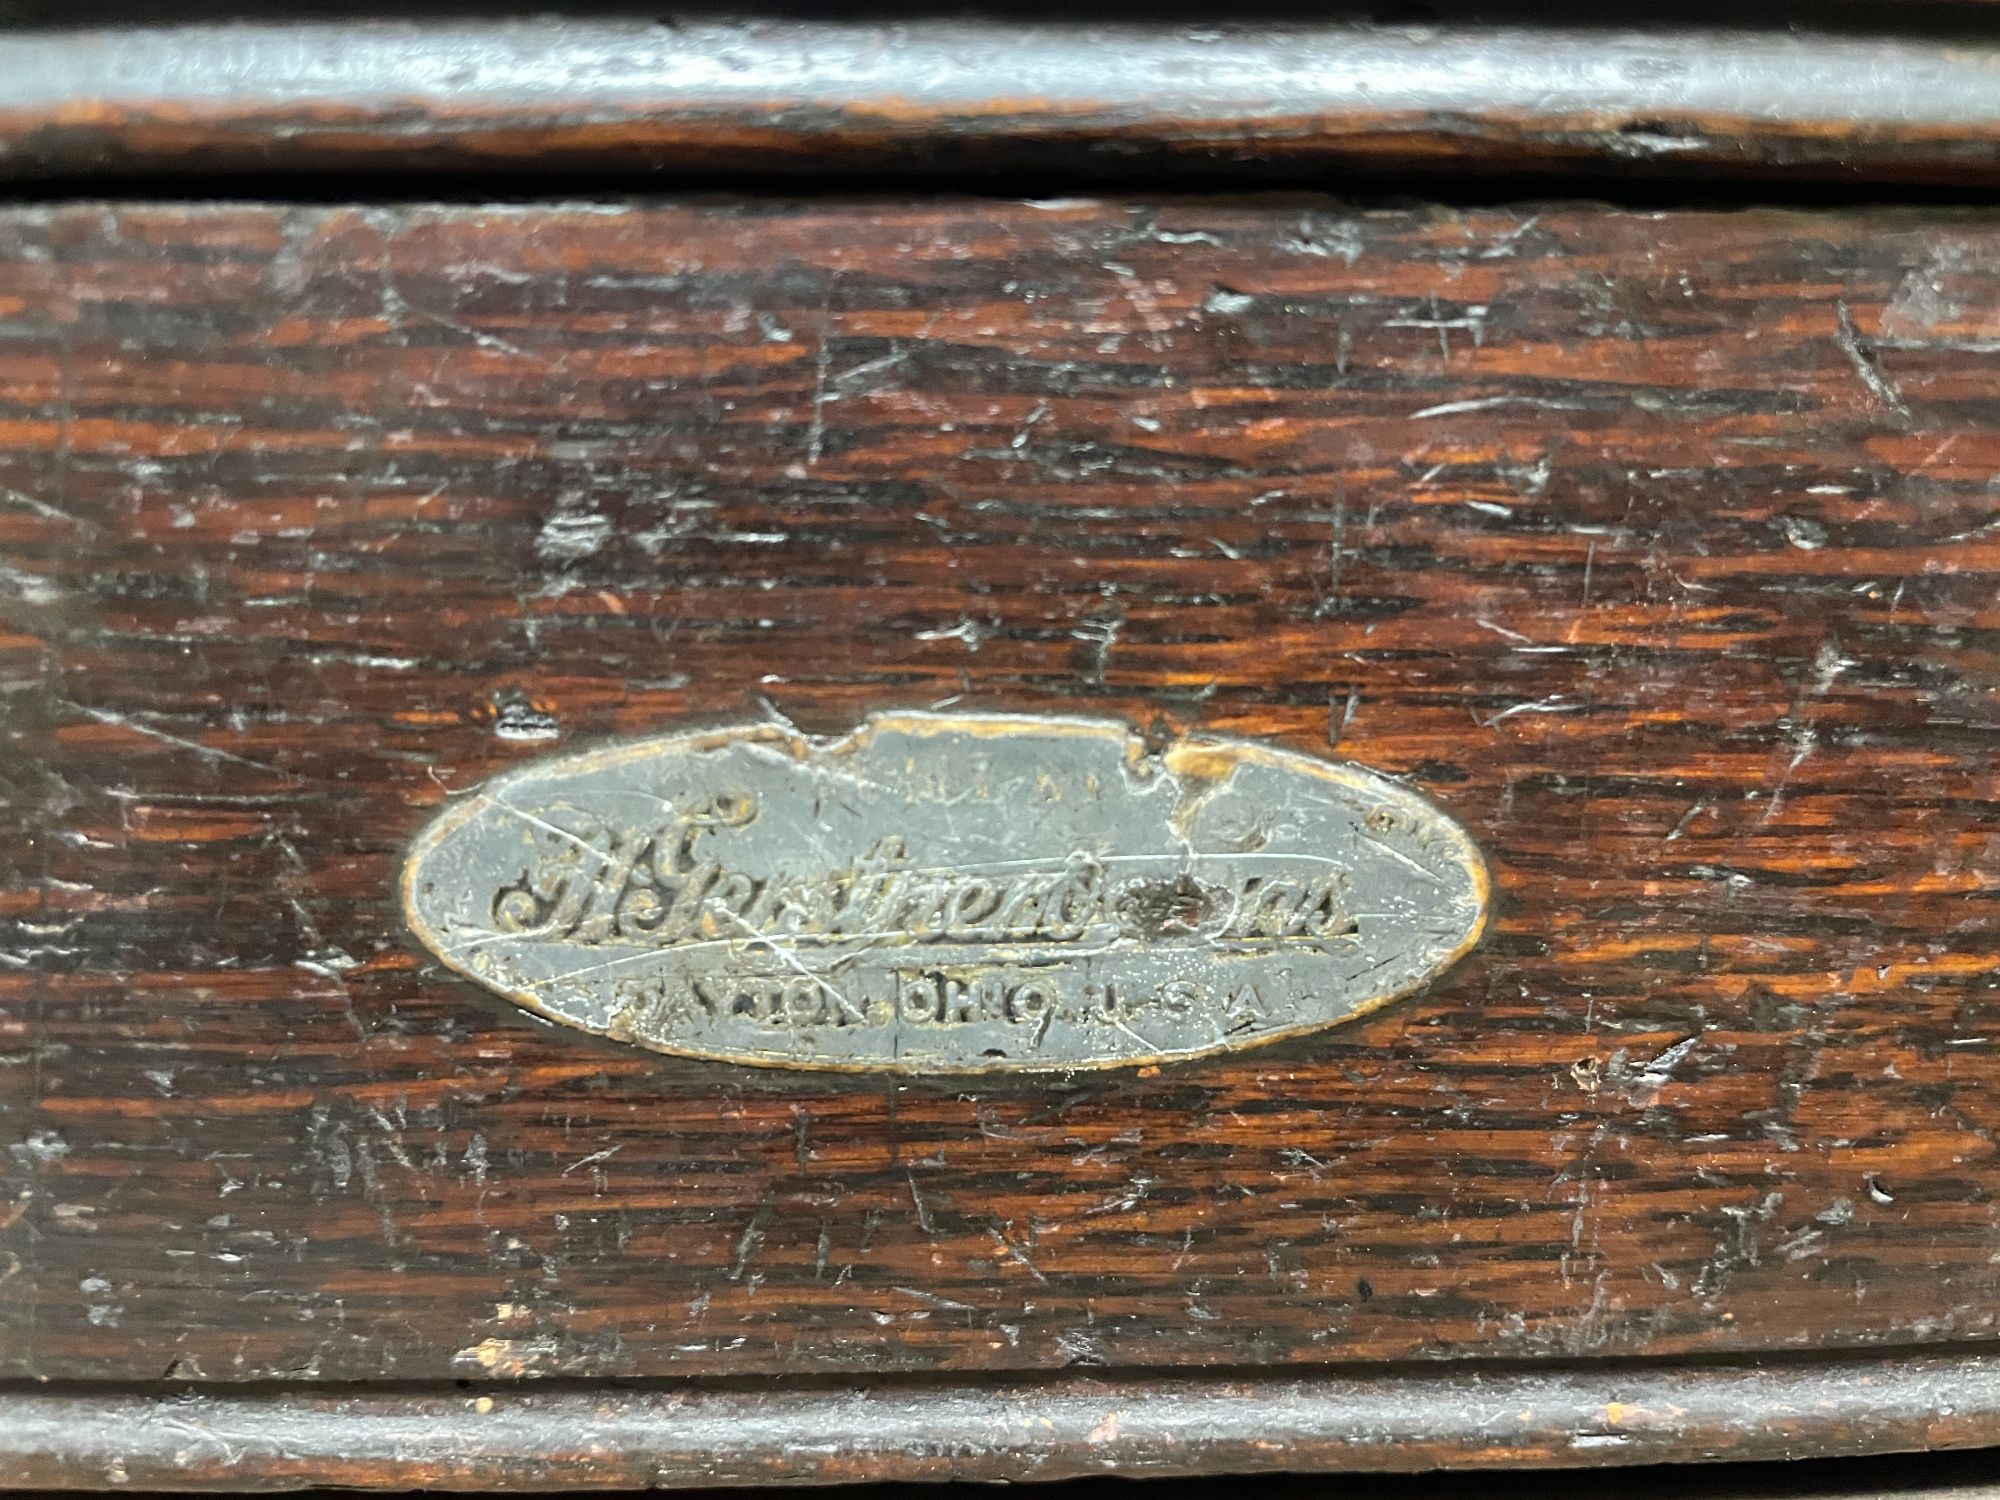 H. Gerstner & Sons
DAYTON, OHIO, U.S.A.